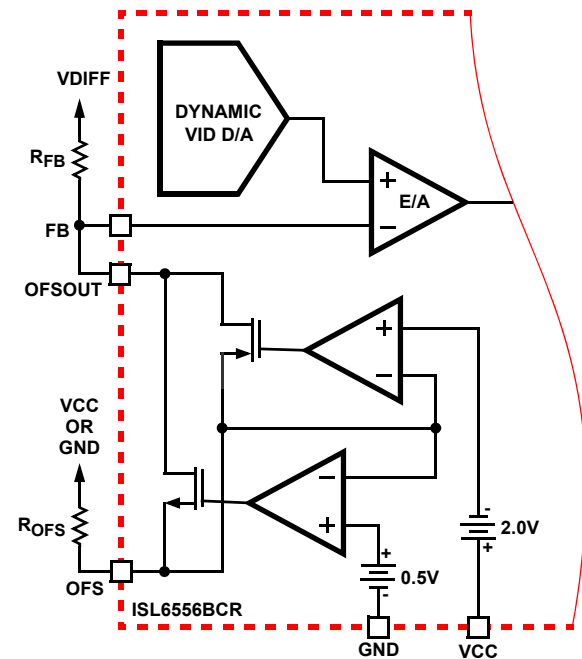 VDIFF
DYNAMIC
VID D/A
RFB
+
E/A
−
FB
OFSOUT
+
−
VCC
OR
GND
−
+
ROFS
-
2.0V
+
+
0.5V
-
OFS
ISL6556BCR
GND
VCC